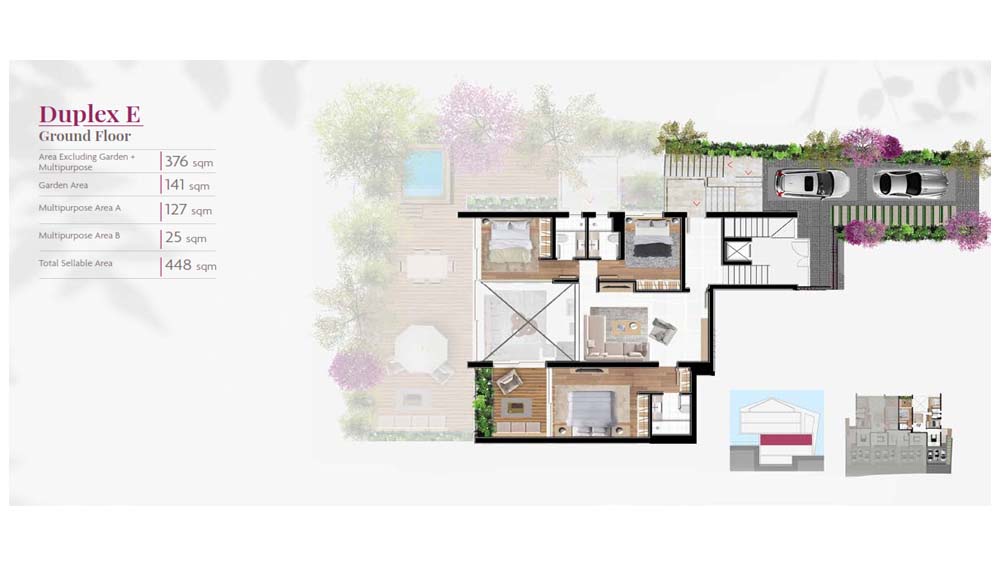 Duplex E
Ground Floor
Area Excluding Garden +
Multipurpose
376 sqm
Garden Area
141 sqm
Multipurpose Area A
127 sqm
Multipurpose Area B
25 sqm
Total Sellable Area
448 sqm